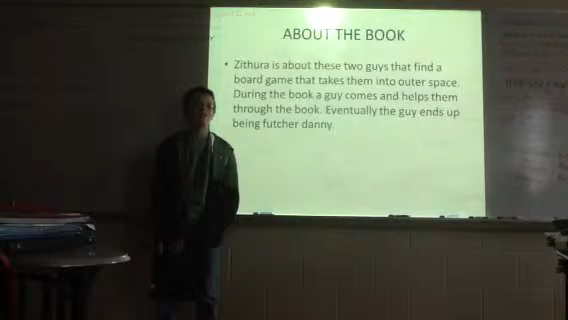 ABOUT THE BOOK
• Zithura is about these two guys that find a
board game that takes them into outer space.
During the book a guy comes and helps them
through the book. Eventually the guy ends up
being futcher danny.